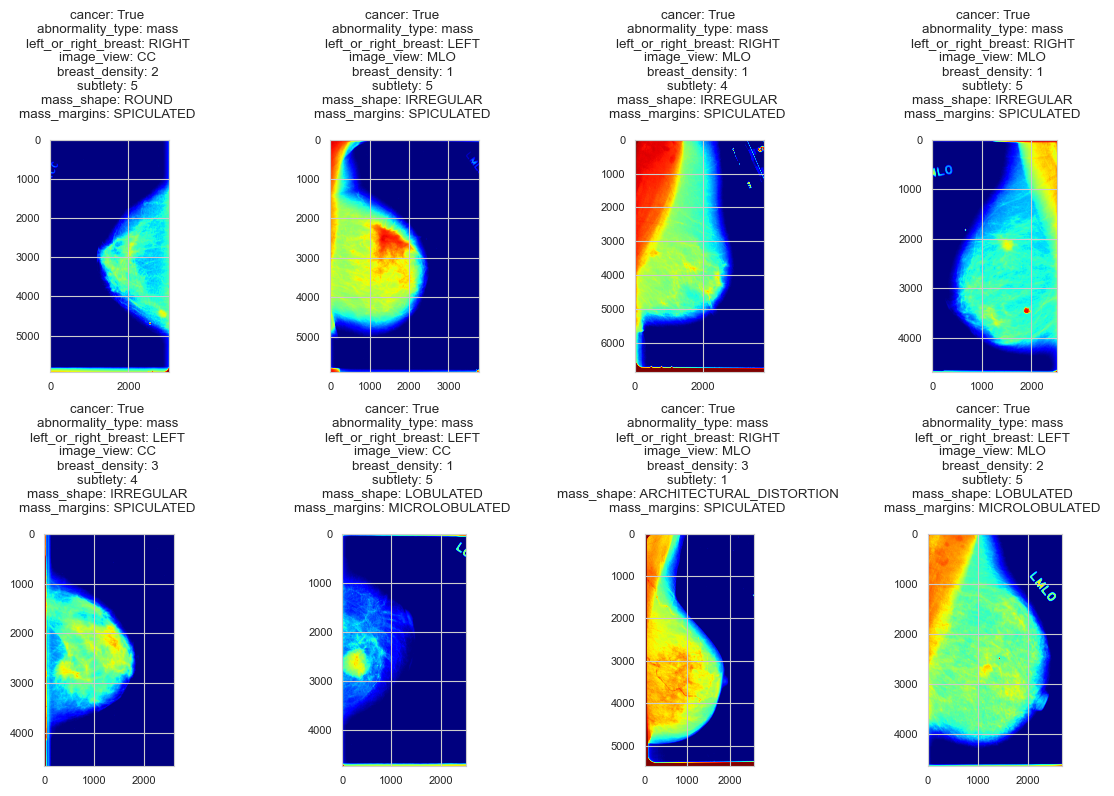 cancer: True
abnormality_type: mass
left_or_right_breast: RIGHT
image_view: CC
breast_density: 2
subtlety: 5
mass_shape: ROUND
mass_margins: SPICULATED
0
1000
2000
3000
4000
5000
0
2000
cancer: True
abnormality_type: mass
left_or_right_breast: LEFT
image_view: MLO
breast_density: 1
subtlety: 5
mass_shape: IRREGULAR
mass_margins: SPICULATED
0
1000
2000
3000
4000
5000
0
1000
2000
3000
cancer: True
abnormality_type: mass
left_or_right_breast: RIGHT
image_view: MLO
breast_density: 1
subtlety: 4
mass_shape: IRREGULAR
mass_margins: SPICULATED
0
1000
2000
3000
4000
5000
6000
0
2000
cancer: True
abnormality_type: mass
left_or_right_breast: RIGHT
image_view: MLO
breast_density: 1
subtlety: 5
mass_shape: IRREGULAR
mass_margins: SPICULATED
MLO
0
1000
2000
3000
4000
0
1000
2000
cancer: True
abnormality_type: mass
left_or_right_breast: LEFT
image_view: CC
breast_density: 3
subtlety: 4
mass_shape: IRREGULAR
mass_margins: SPICULATED
0
1000
2000
3000
4000
0
1000
2000
cancer: True
abnormality_type: mass
left_or_right_breast: LEFT
image_view: CC
breast_density: 1
subtlety: 5
mass_shape: LOBULATED
mass_margins: MICROLOBULATED
0
1000
2000
3000
4000
0
1000
2000
cancer: True
abnormality_type: mass
left_or_right_breast: RIGHT
image_view: MLO
breast_density: 3
subtlety: 1
mass_shape: ARCHITECTURAL_DISTORTION
mass_margins: SPICULATED
0
1000
2000
3000
4000
5000
0
1000
2000
cancer: True
abnormality_type: mass
left_or_right_breast: LEFT
image_view: MLO
breast_density: 2
subtlety: 5
mass_shape: LOBULATED
mass_margins: MICROLOBULATED
LMLO
0
1000
2000
3000
4000
0
1000
2000